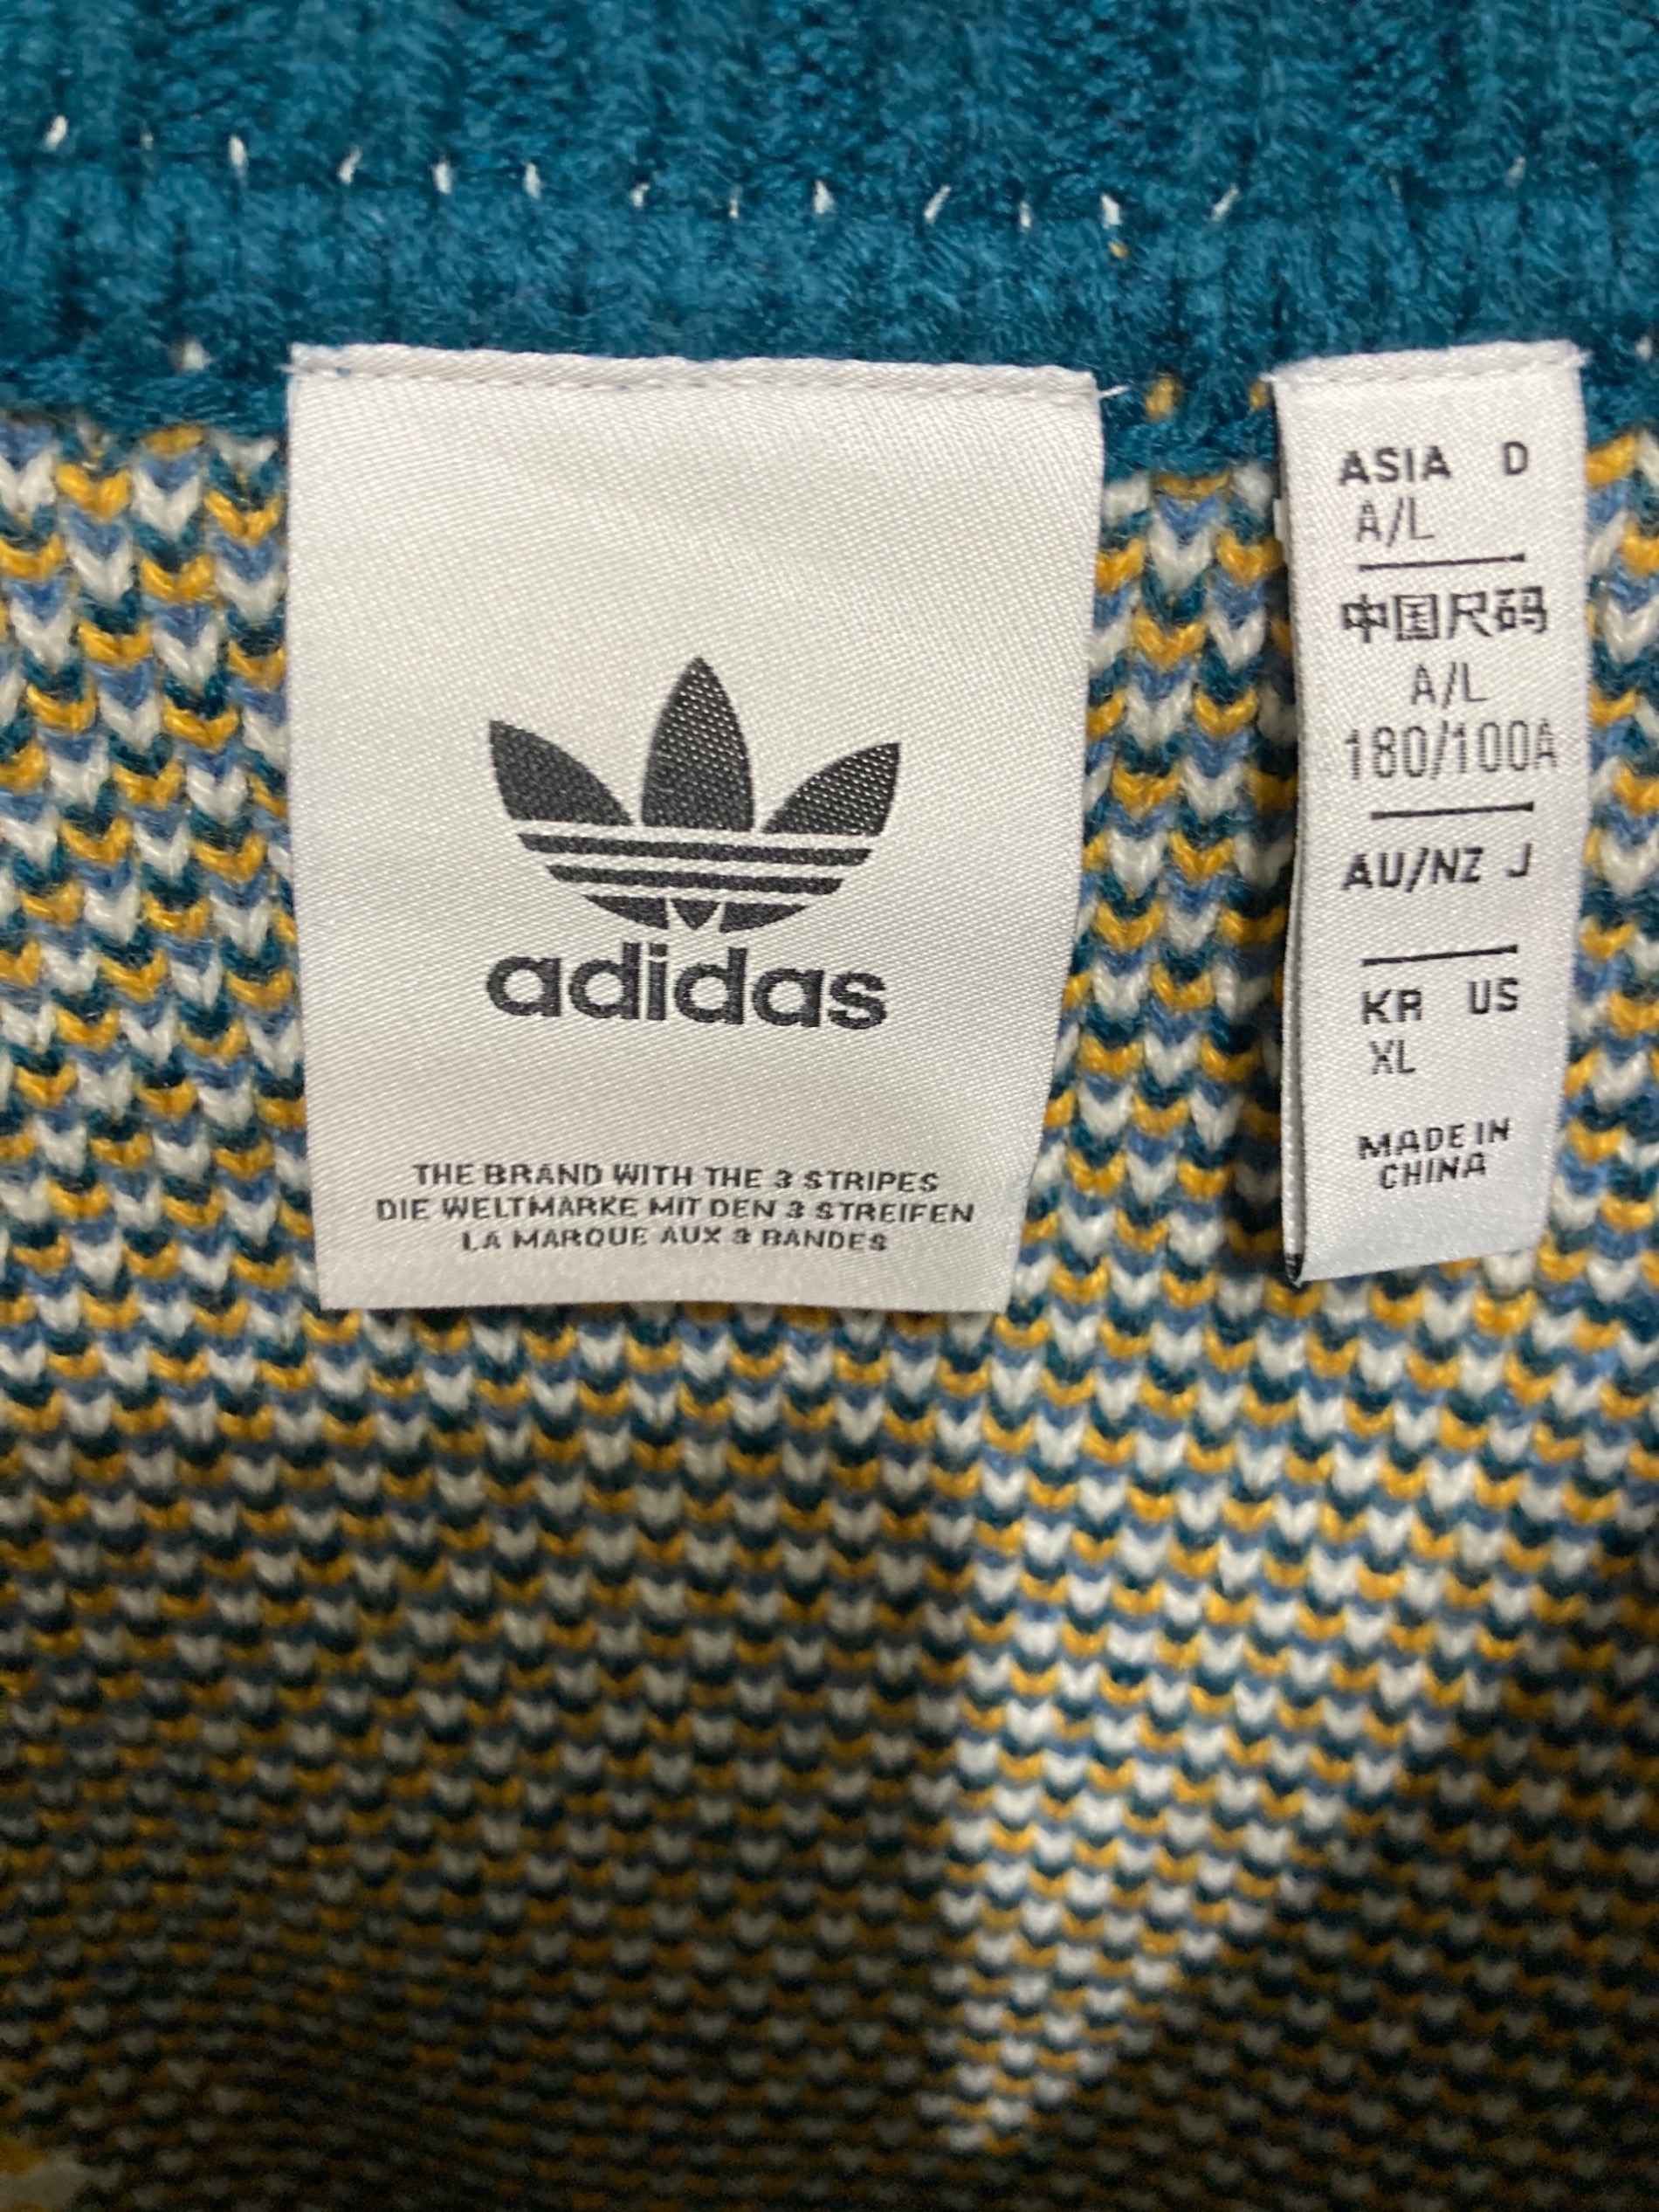 adidas
THE BRAND WITH THE 3 STRIPES
DIE WELTMARKE MIT DEN 3 STREIFEN
LA MARQUE AUX 3 BANDES
ASIA D
A/L
中国尺码
A/L
180/100A
AU/NZ J
KR US
XL
MADE IN
CHINA